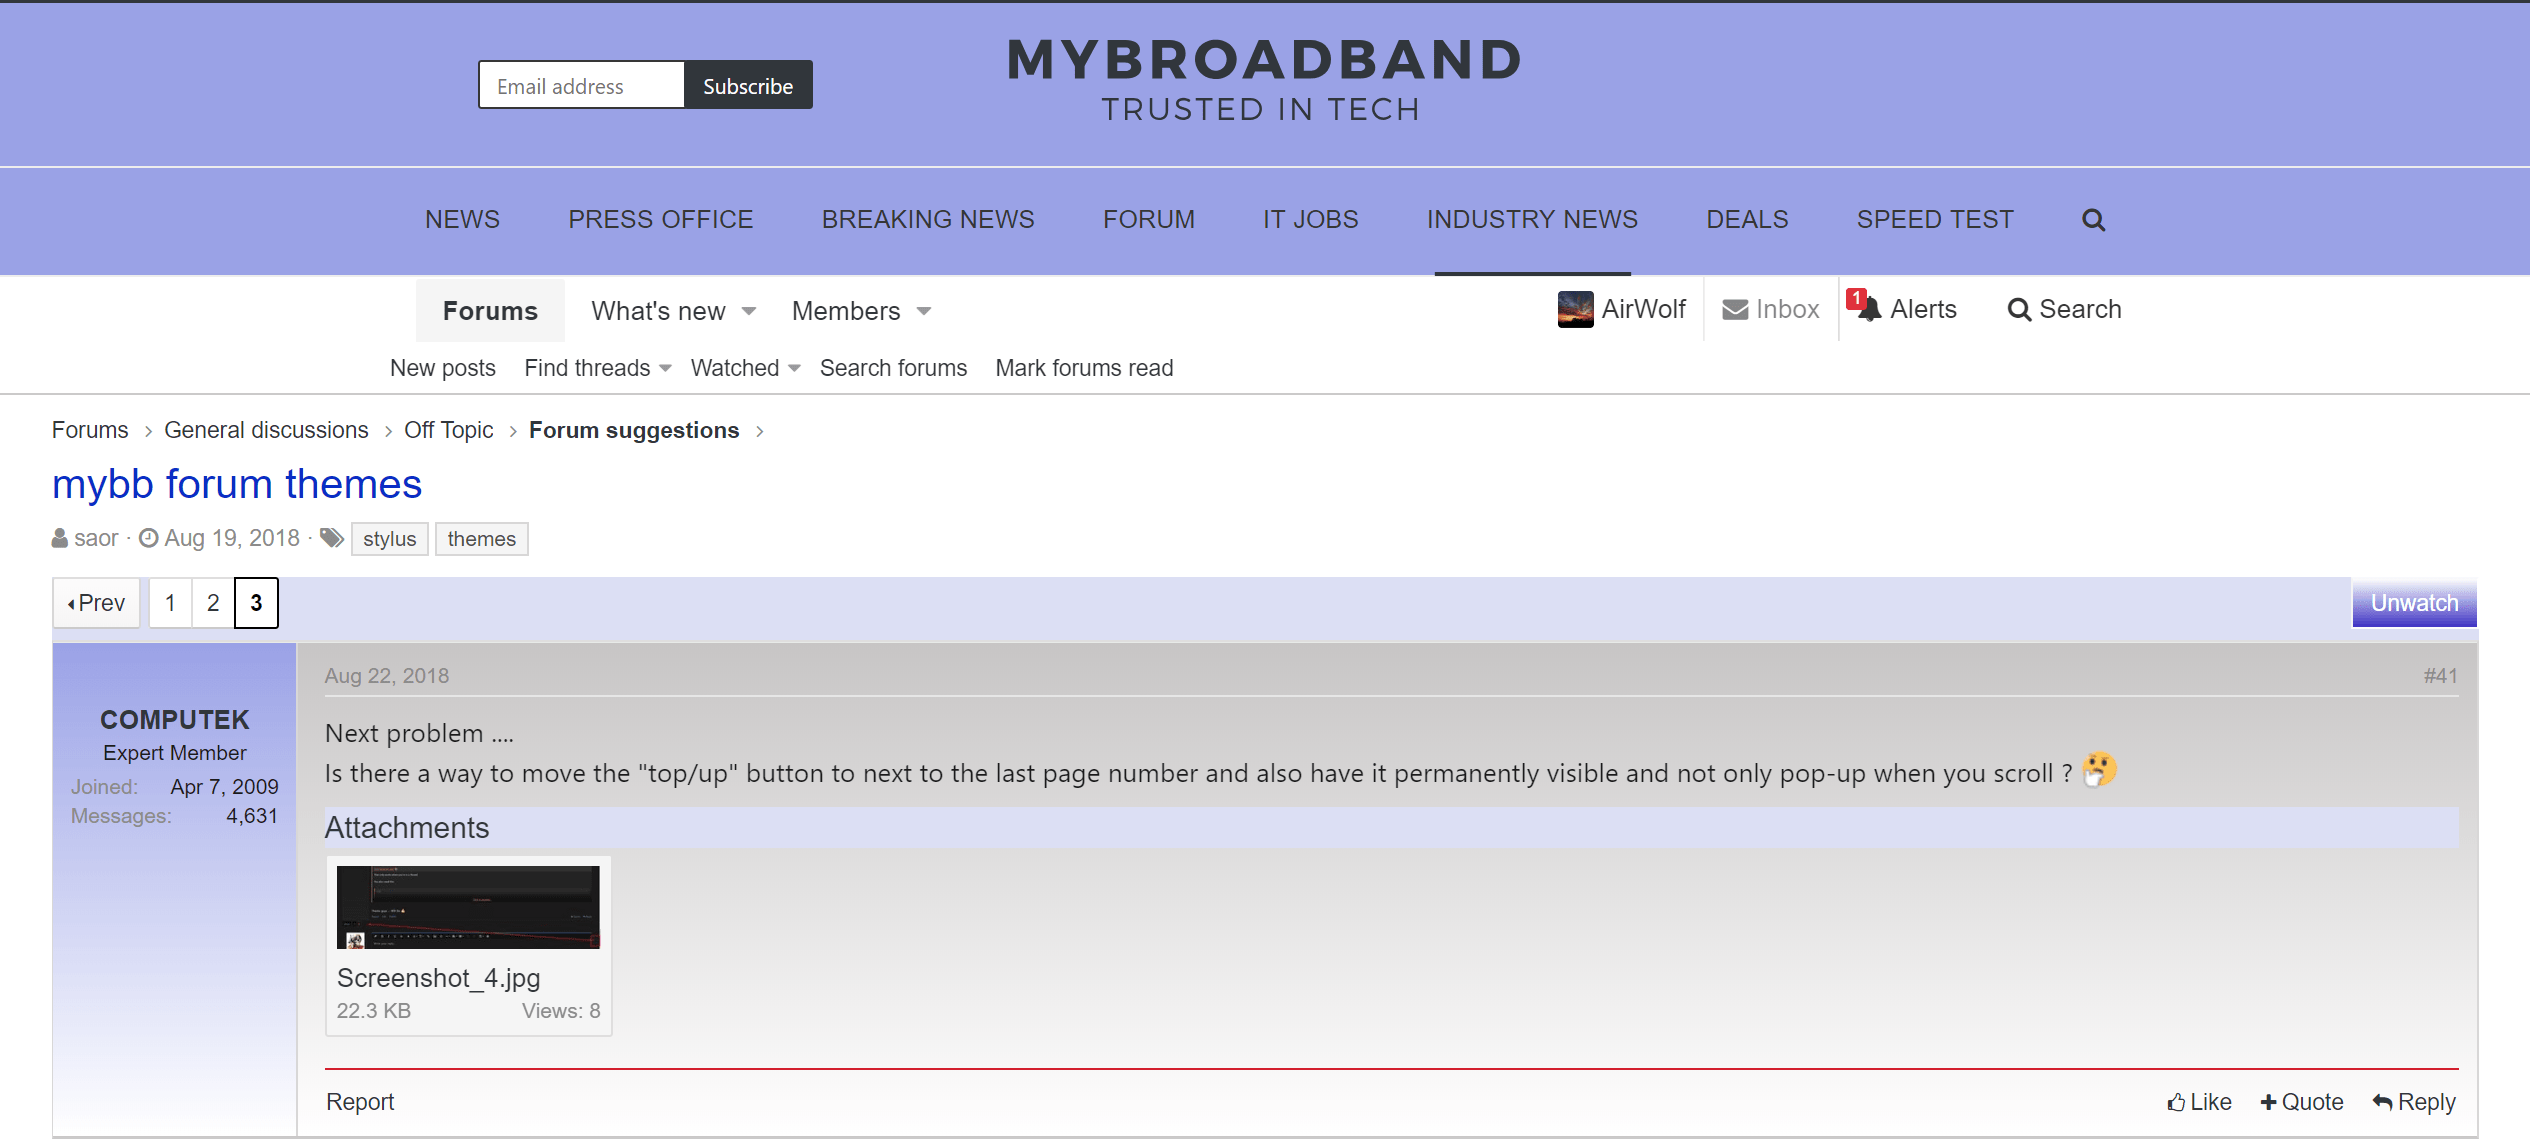 MYBROADBAND
TRUSTED IN TECH
Email address Subscribe
NEWS PRESS OFFICE BREAKING NEWS FORUM IT JOBS INDUSTRY NEWS DEALS SPEED TEST
Forums What's new Members AirWolf Inbox 1 Alerts Search
New posts Find threads Watched Search forums Mark forums read
Forums > General discussions > Off Topic > Forum suggestions >
mybb forum themes
saor · Aug 19, 2018 · stylus themes
Prev 1 2 3 Unwatch
COMPUTEK
Expert Member
Joined: Apr 7, 2009
Messages: 4,631
Aug 22, 2018 #41
Next problem ....
Is there a way to move the "top/up" button to next to the last page number and also have it permanently visible and not only pop-up when you scroll ?
Attachments
Screenshot_4.jpg
22.3 KB Views: 8
Report Like Quote Reply